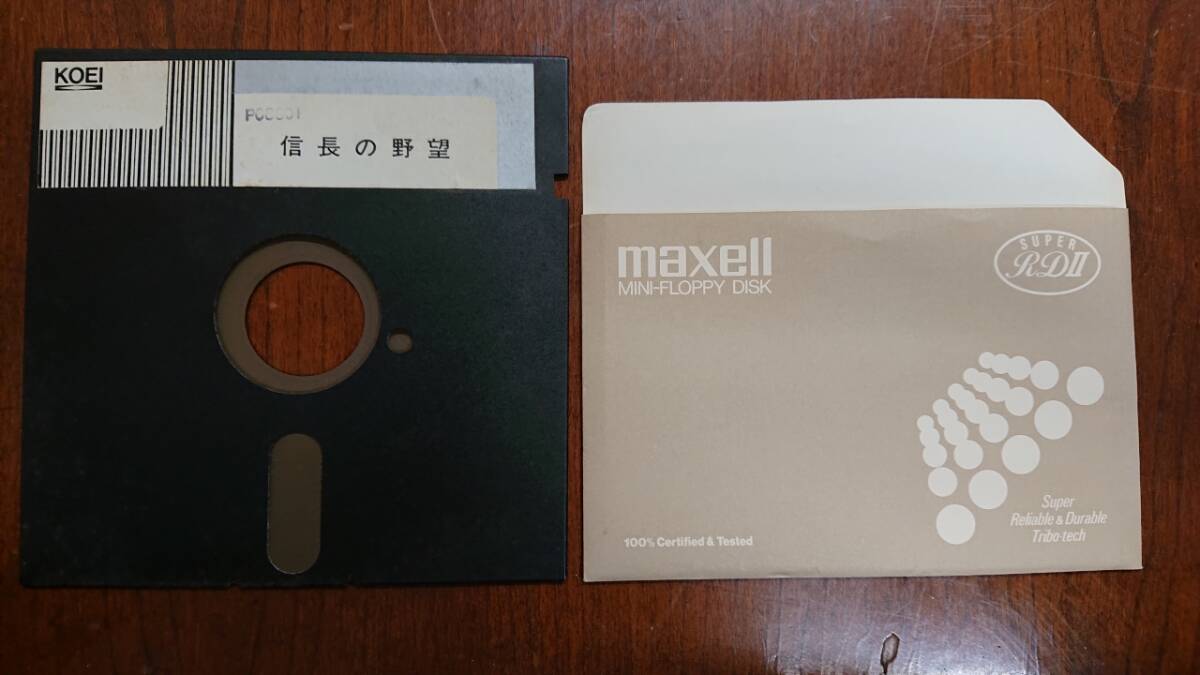 KOEI
PC8801
信長の野望
maxell
MINI-FLOPPY DISK
SUPER
RDII
100% Certified & Tested
Super
Reliable & Durable
Tribo-tech